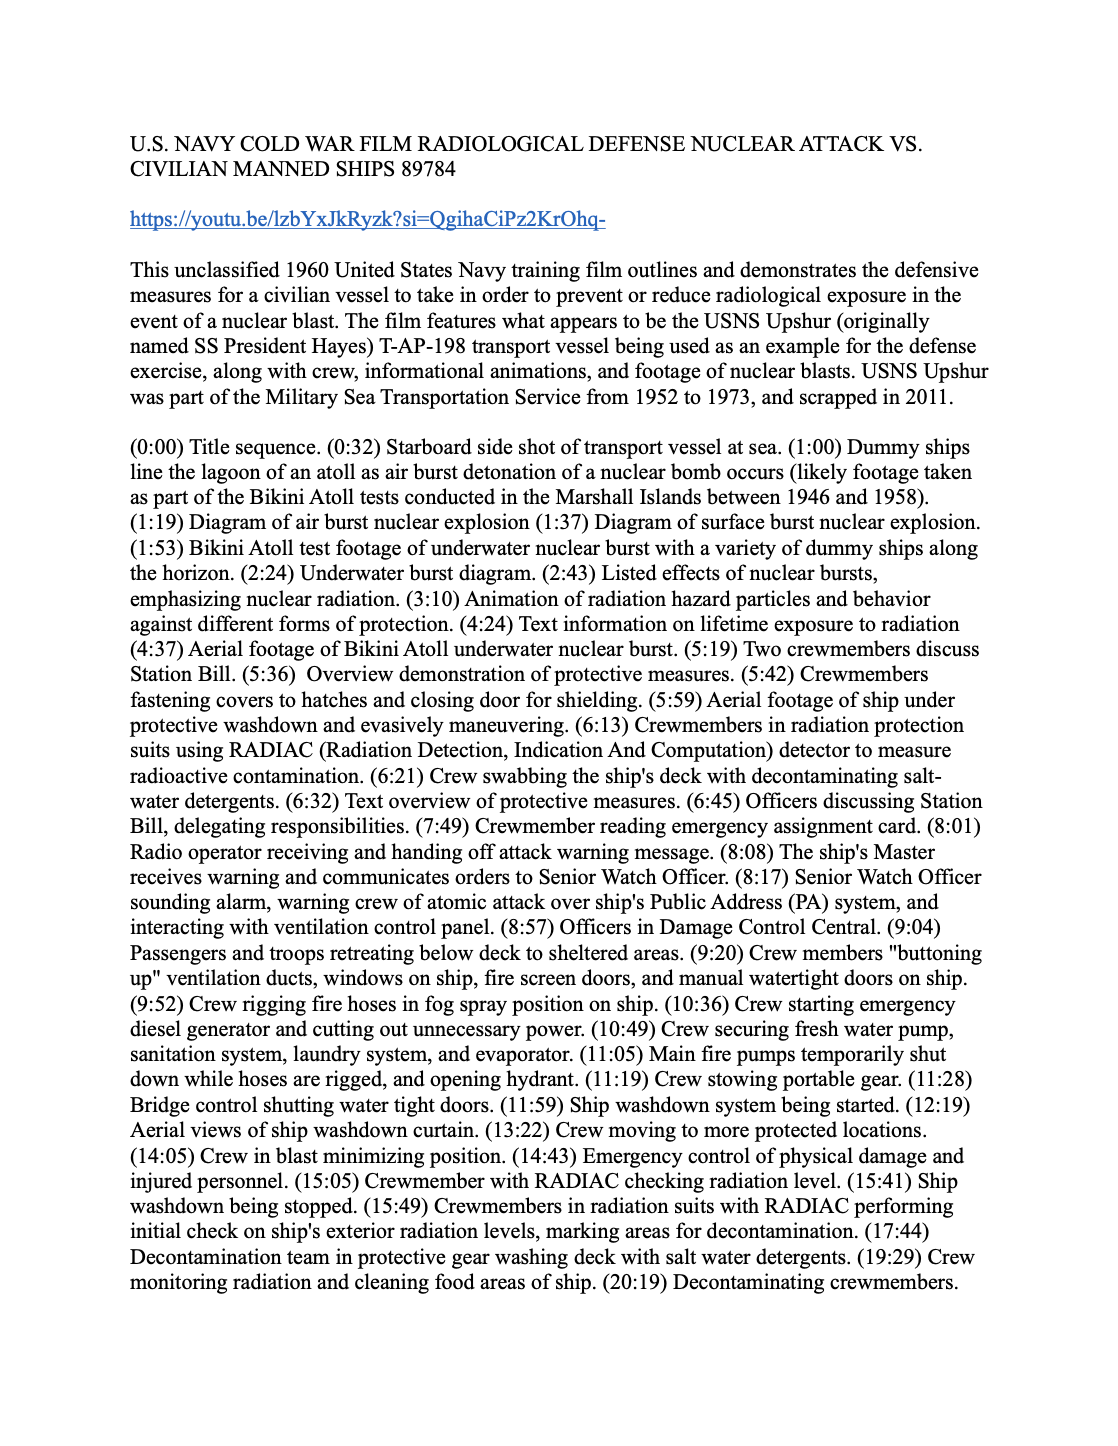 U.S. NAVY COLD WAR FILM RADIOLOGICAL DEFENSE NUCLEAR ATTACK VS.
CIVILIAN MANNED SHIPS 89784
https://youtu.be/lzbYxJkRyzk?si=QgihaCiPz2KrOhq-
This unclassified 1960 United States Navy training film outlines and demonstrates the defensive
measures for a civilian vessel to take in order to prevent or reduce radiological exposure in the
event of a nuclear blast. The film features what appears to be the USNS Upshur (originally
named SS President Hayes) T-AP-198 transport vessel being used as an example for the defense
exercise, along with crew, informational animations, and footage of nuclear blasts. USNS Upshur
was part of the Military Sea Transportation Service from 1952 to 1973, and scrapped in 2011.
(0:00) Title sequence. (0:32) Starboard side shot of transport vessel at sea. (1:00) Dummy ships
line the lagoon of an atoll as air burst detonation of a nuclear bomb occurs (likely footage taken
as part of the Bikini Atoll tests conducted in the Marshall Islands between 1946 and 1958).
(1:19) Diagram of air burst nuclear explosion (1:37) Diagram of surface burst nuclear explosion.
(1:53) Bikini Atoll test footage of underwater nuclear burst with a variety of dummy ships along
the horizon. (2:24) Underwater burst diagram. (2:43) Listed effects of nuclear bursts,
emphasizing nuclear radiation. (3:10) Animation of radiation hazard particles and behavior
against different forms of protection. (4:24) Text information on lifetime exposure to radiation
(4:37) Aerial footage of Bikini Atoll underwater nuclear burst. (5:19) Two crewmembers discuss
Station Bill. (5:36)  Overview demonstration of protective measures. (5:42) Crewmembers
fastening covers to hatches and closing door for shielding. (5:59) Aerial footage of ship under
protective washdown and evasively maneuvering. (6:13) Crewmembers in radiation protection
suits using RADIAC (Radiation Detection, Indication And Computation) detector to measure
radioactive contamination. (6:21) Crew swabbing the ship's deck with decontaminating salt-
water detergents. (6:32) Text overview of protective measures. (6:45) Officers discussing Station
Bill, delegating responsibilities. (7:49) Crewmember reading emergency assignment card. (8:01)
Radio operator receiving and handing off attack warning message. (8:08) The ship's Master
receives warning and communicates orders to Senior Watch Officer. (8:17) Senior Watch Officer
sounding alarm, warning crew of atomic attack over ship's Public Address (PA) system, and
interacting with ventilation control panel. (8:57) Officers in Damage Control Central. (9:04)
Passengers and troops retreating below deck to sheltered areas. (9:20) Crew members "buttoning
up" ventilation ducts, windows on ship, fire screen doors, and manual watertight doors on ship.
(9:52) Crew rigging fire hoses in fog spray position on ship. (10:36) Crew starting emergency
diesel generator and cutting out unnecessary power. (10:49) Crew securing fresh water pump,
sanitation system, laundry system, and evaporator. (11:05) Main fire pumps temporarily shut
down while hoses are rigged, and opening hydrant. (11:19) Crew stowing portable gear. (11:28)
Bridge control shutting water tight doors. (11:59) Ship washdown system being started. (12:19)
Aerial views of ship washdown curtain. (13:22) Crew moving to more protected locations.
(14:05) Crew in blast minimizing position. (14:43) Emergency control of physical damage and
injured personnel. (15:05) Crewmember with RADIAC checking radiation level. (15:41) Ship
washdown being stopped. (15:49) Crewmembers in radiation suits with RADIAC performing
initial check on ship's exterior radiation levels, marking areas for decontamination. (17:44)
Decontamination team in protective gear washing deck with salt water detergents. (19:29) Crew
monitoring radiation and cleaning food areas of ship. (20:19) Decontaminating crewmembers.